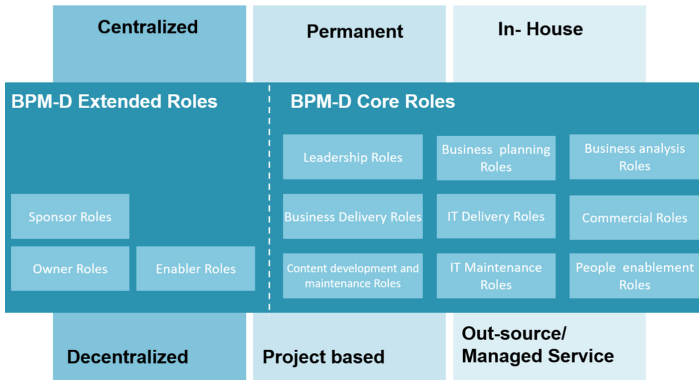 Centralized
Permanent
In- House
BPM-D Extended Roles
BPM-D Core Roles
Leadership Roles
Business planning
Roles
Business analysis
Roles
Sponsor Roles
Business Delivery Roles
IT Delivery Roles
Commercial Roles
Owner Roles
Enabler Roles
Content development and
maintenance Roles
IT Maintenance
Roles
People enablement
Roles
Decentralized
Project based
Out-source/
Managed Service